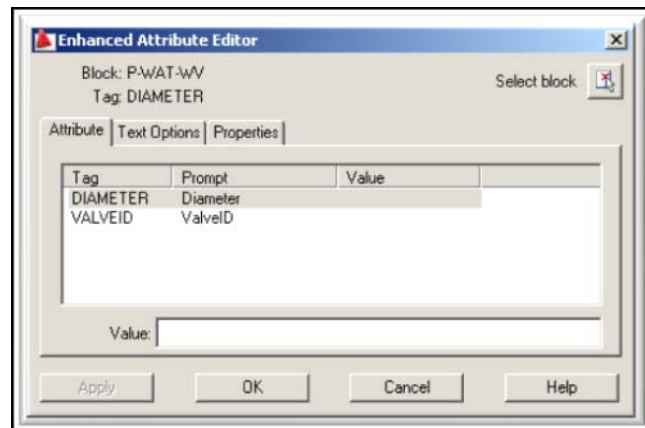 Enhanced Attribute Editor
Block: P-WAT-WV
Tag: DIAMETER
Select block
Attribute Text Options Properties
Tag Prompt Value
DIAMETER Diameter
VALVEID ValveID
Value:
Apply OK Cancel Help